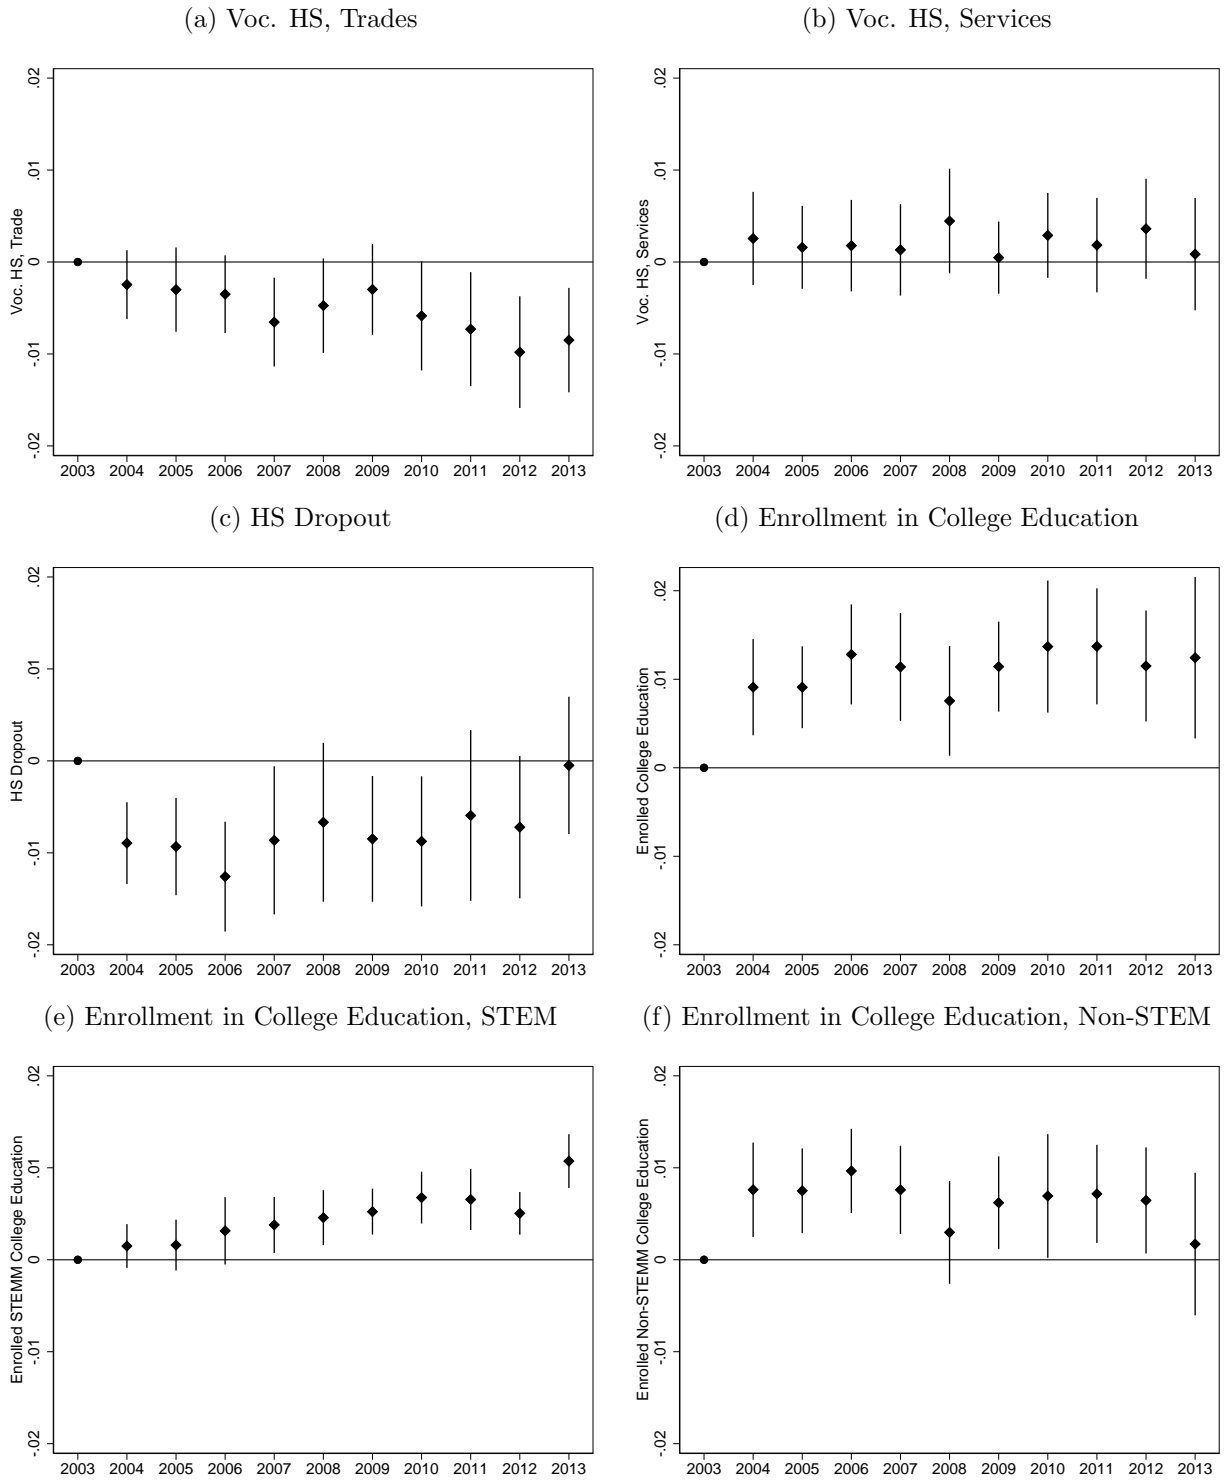 (a) Voc. HS, Trades
.02
.01
0
-.01
-.02
Voc. HS, Trade
2003 2004 2005 2006 2007 2008 2009 2010 2011 2012 2013
(b) Voc. HS, Services
.02
.01
0
-.01
-.02
Voc. HS, Services
2003 2004 2005 2006 2007 2008 2009 2010 2011 2012 2013
(c) HS Dropout
.02
.01
0
-.01
-.02
HS Dropout
2003 2004 2005 2006 2007 2008 2009 2010 2011 2012 2013
(d) Enrollment in College Education
.02
.01
0
-.01
-.02
Enrolled College Education
2003 2004 2005 2006 2007 2008 2009 2010 2011 2012 2013
(e) Enrollment in College Education, STEM
.02
.01
0
-.01
-.02
Enrolled STEMM College Education
2003 2004 2005 2006 2007 2008 2009 2010 2011 2012 2013
(f) Enrollment in College Education, Non-STEM
.02
.01
0
-.01
-.02
Enrolled Non-STEMM College Education
2003 2004 2005 2006 2007 2008 2009 2010 2011 2012 2013